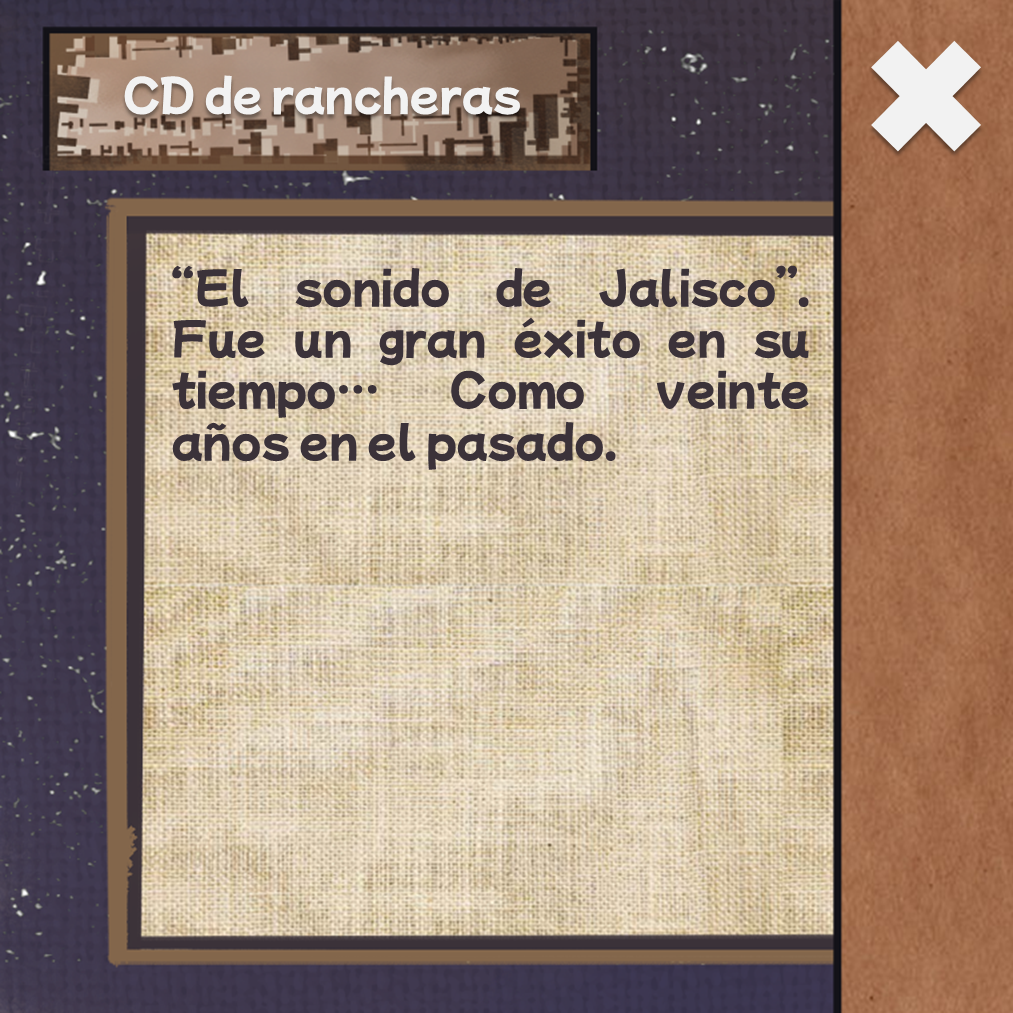 CD de rancheras
“El sonido de Jalisco”.
Fue un gran éxito en su
tiempo··· Como veinte
años en el pasado.